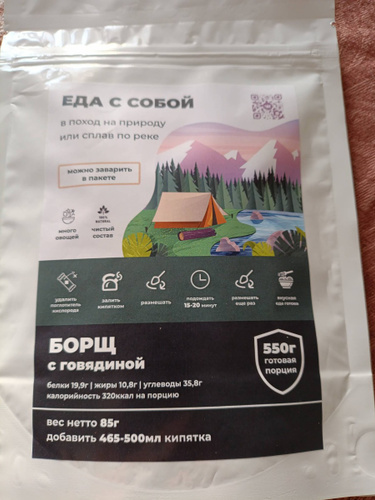 ЕДА С СОБОЙ
в поход на природу
или сплав по реке
можно заварить
в пакете
много
овощей
100%
NATURAL
чистый
состав
удалить
поглотитель
кислорода
залить
кипятком
размешать
подождать
15-20 минут
размешать
еще раз
вкусная
еда готова
БОРЩ
с говядиной
550г
готовая
порция
белки 19,9г | жиры 10,8г | углеводы 35,8г
калорийность 320ккал на порцию
вес нетто 85г
добавить 465-500мл кипятка